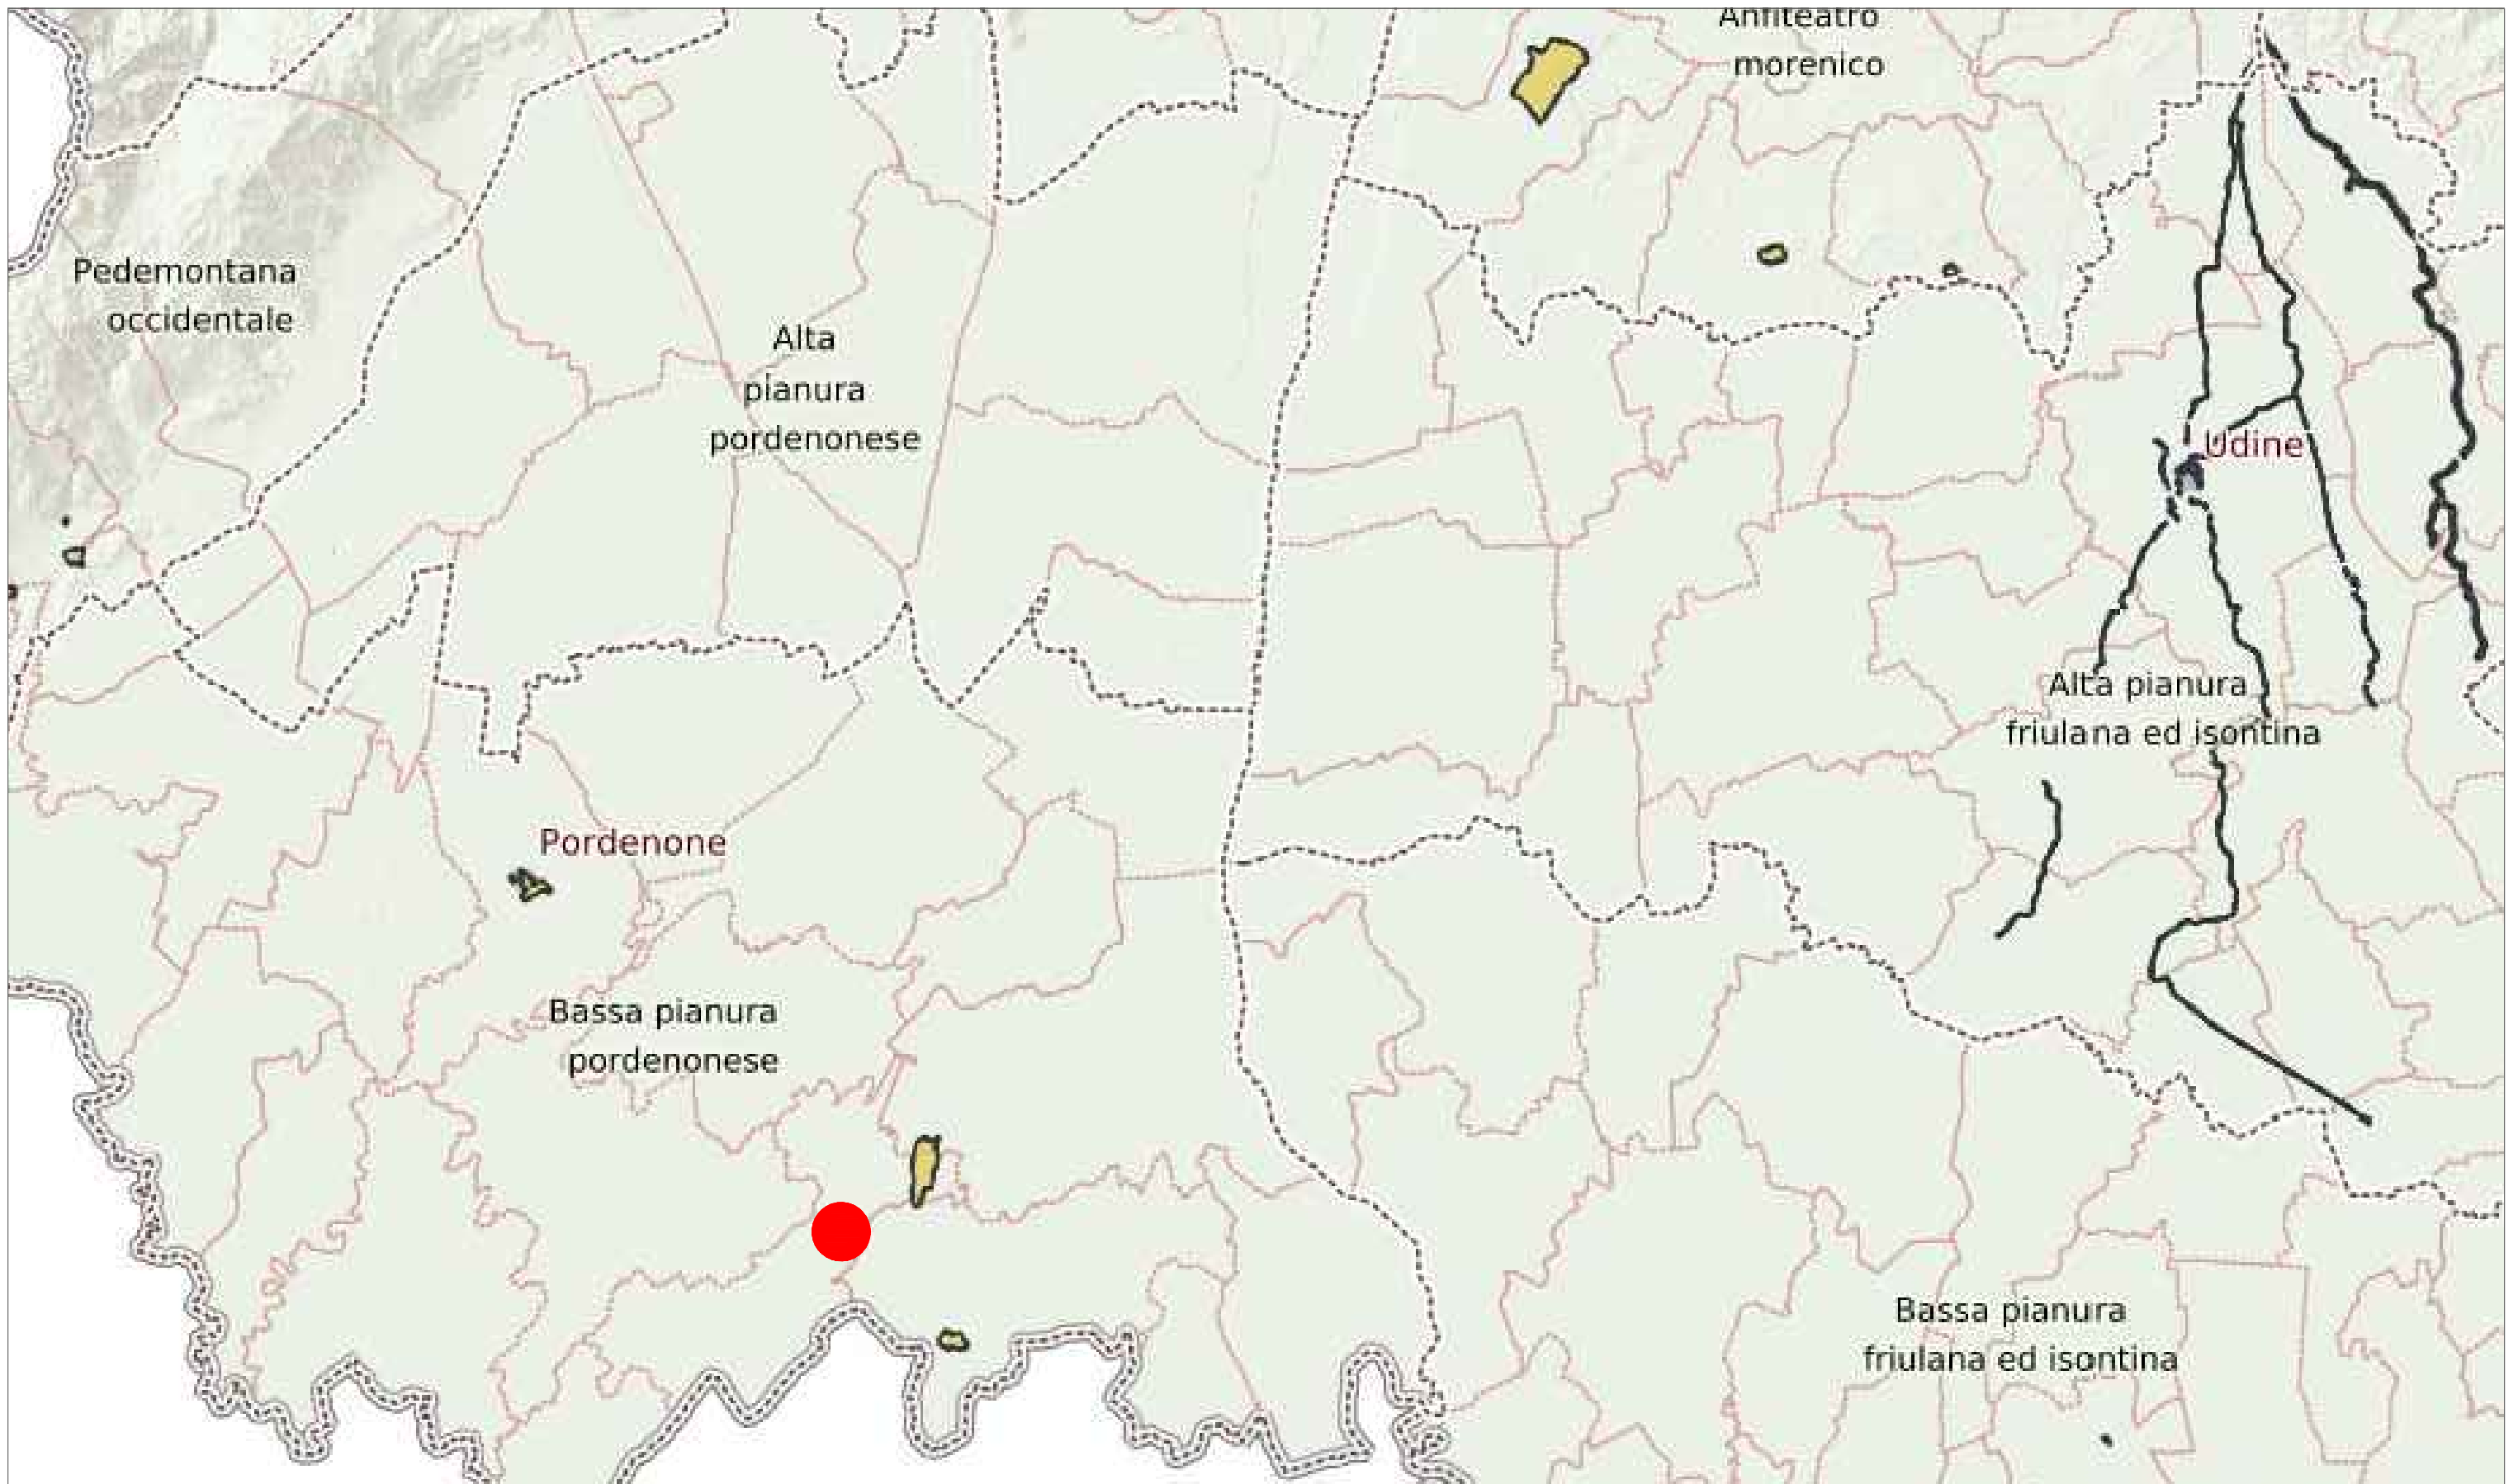 Anfiteatro
morenico
Pedemontana
occidentale
Alta
pianura
pordenonese
Udine
Alta pianura
friulana ed isontina
Pordenone
Bassa pianura
pordenonese
Bassa pianura
friulana ed isontina